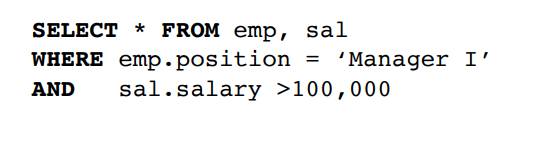 SELECT * FROM emp, sal
WHERE emp.position = ‘Manager I’
AND sal.salary >100,000